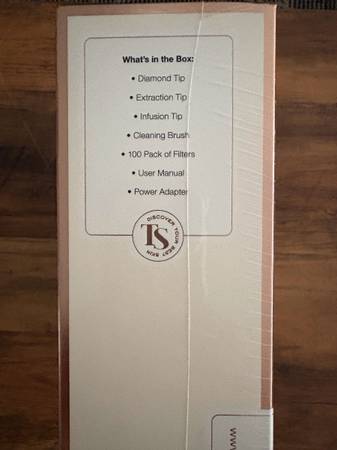 What's in the Box:
• Diamond Tip
• Extraction Tip
• Infusion Tip
• Cleaning Brush
• 100 Pack of Filters
• User Manual
• Power Adapter
DISCOVER YOUR BEST SKIN
TS
www